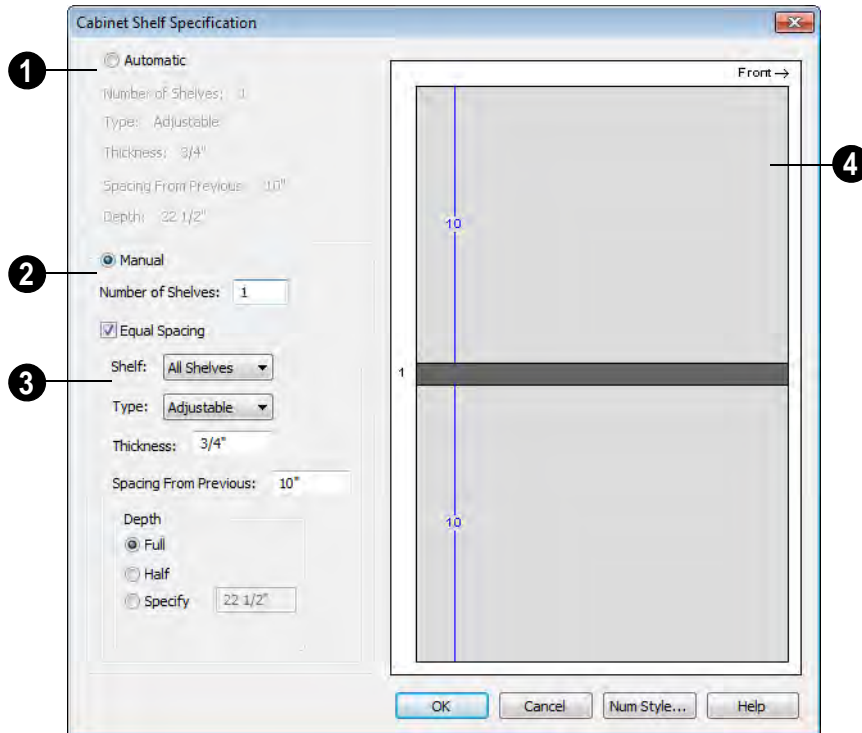 Cabinet Shelf Specification
1
Automatic
Number of Shelves: 1
Type: Adjustable
Thickness: 3/4"
Spacing From Previous 10"
Depth: 22 1/2"
2
Manual
Number of Shelves: 1
Equal Spacing
3
Shelf: All Shelves
Type: Adjustable
Thickness: 3/4"
Spacing From Previous: 10"
Depth
Full
Half
Specify 22 1/2"
Front →
4
10
1
10
OK Cancel Num Style... Help